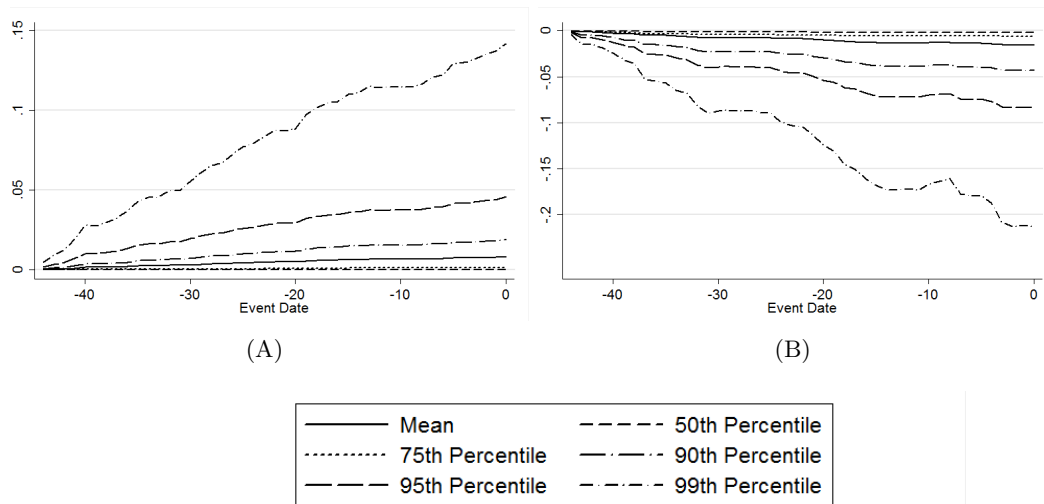 .15
.1
.05
0
-40
-30
-20
-10
0
Event Date
(A)
0
-.05
-.1
-.15
-.2
-40
-30
-20
-10
0
Event Date
(B)
Mean
50th Percentile
75th Percentile
90th Percentile
95th Percentile
99th Percentile